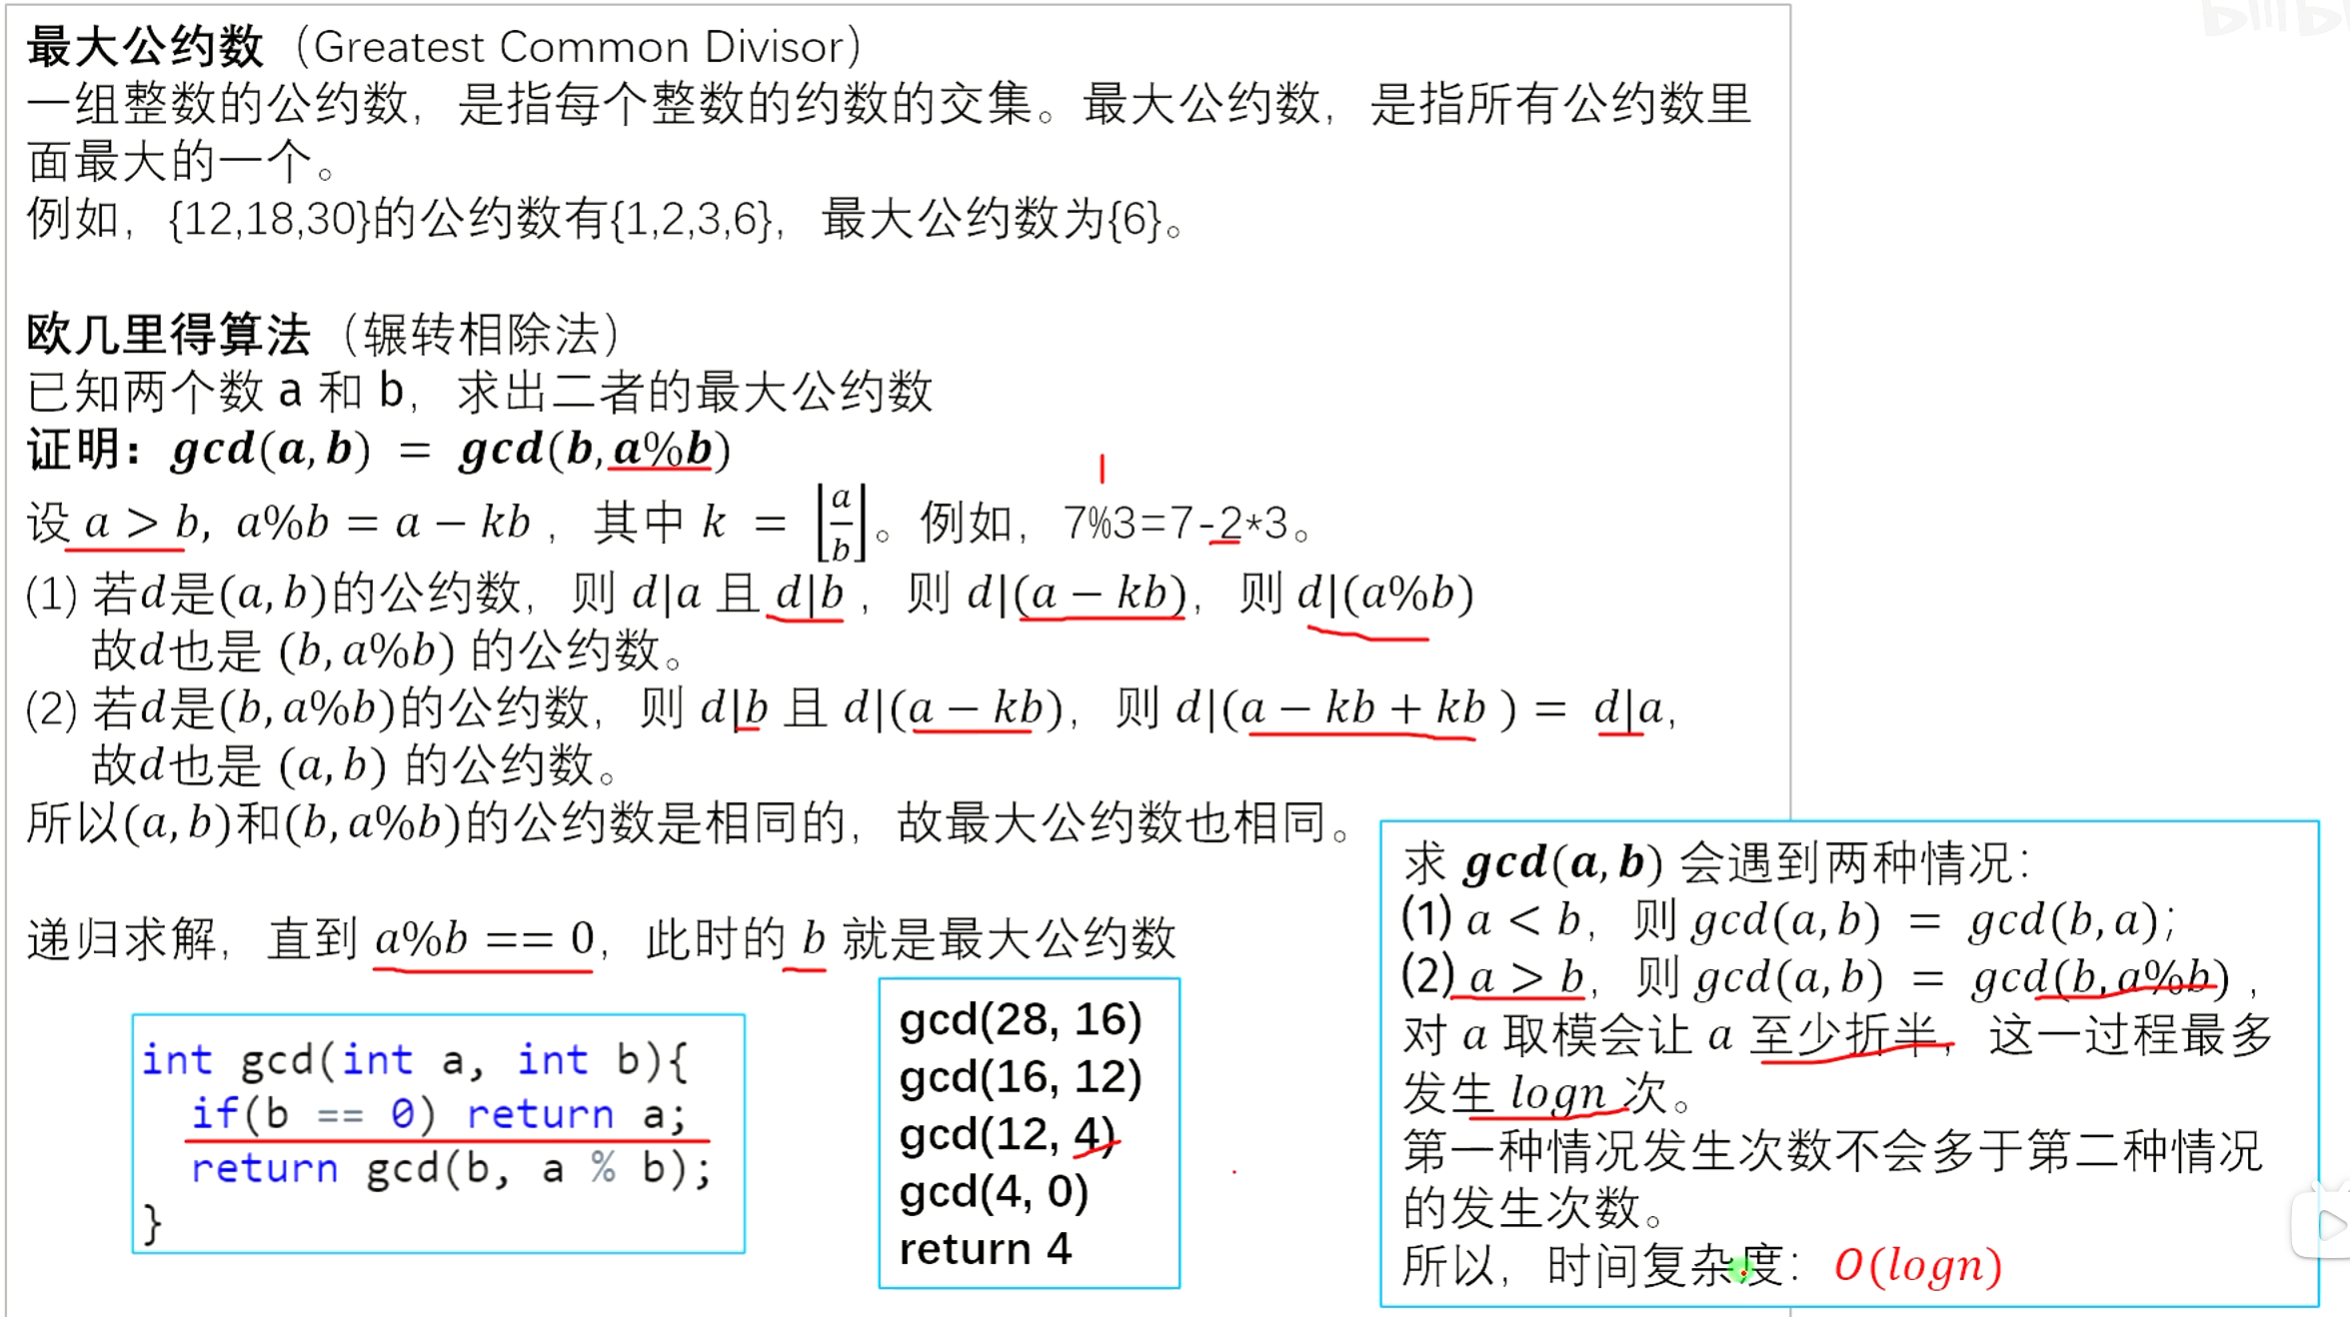 最大公约数（Greatest Common Divisor）
一组整数的公约数，是指每个整数的约数的交集。最大公约数，是指所有公约数里
面最大的一个。
例如，{12,18,30}的公约数有{1,2,3,6}，最大公约数为{6}。
欧几里得算法（辗转相除法）
已知两个数 a 和 b，求出二者的最大公约数
证明：gcd(a,b) = gcd(b,a%b)
设 a > b, a%b = a − kb ，其中 k = ⌊a/b⌋。例如，7%3=7-2*3。
(1) 若d是(a,b)的公约数，则 d|a 且 d|b ，则 d|(a − kb)，则 d|(a%b)
故d也是 (b,a%b) 的公约数。
(2) 若d是(b,a%b)的公约数，则 d|b 且 d|(a − kb)，则 d|(a − kb + kb ) = d|a，
故d也是 (a,b) 的公约数。
所以(a,b)和(b,a%b)的公约数是相同的，故最大公约数也相同。
递归求解，直到 a%b == 0，此时的 b 就是最大公约数
int gcd(int a, int b){
if(b == 0) return a;
return gcd(b, a % b);
}
gcd(28, 16)
gcd(16, 12)
gcd(12, 4)
gcd(4, 0)
return 4
求 gcd(a,b) 会遇到两种情况：
(1) a < b，则 gcd(a,b) = gcd(b,a)；
(2) a > b，则 gcd(a,b) = gcd(b,a%b)，
对 a 取模会让 a 至少折半，这一过程最多
发生 logn 次。
第一种情况发生次数不会多于第二种情况
的发生次数。
所以，时间复杂度：O(logn)